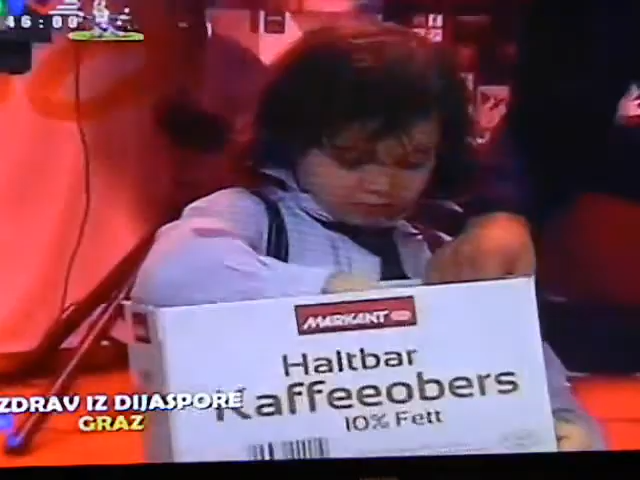 46:00
MARKANT
Haltbar
Kaffeeobers
10% Fett
ZDRAV IZ DIJASPORE
GRAZ